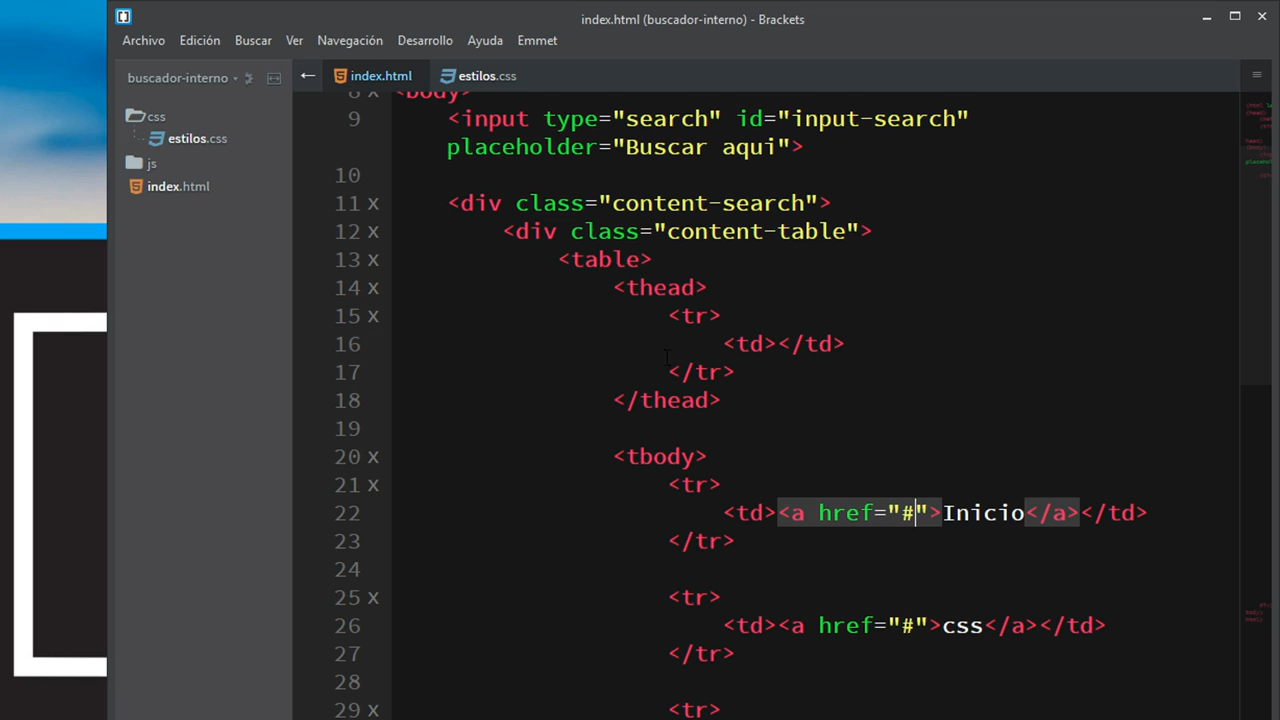 index.html (buscador-interno) - Brackets
Archivo Edición Buscar Ver Navegación Desarrollo Ayuda Emmet
buscador-interno
css
estilos.css
js
index.html
index.html estilos.css
8 <body>
9 <input type="search" id="input-search"
placeholder="Buscar aqui">
10
11 <div class="content-search">
12 <div class="content-table">
13 <table>
14 <thead>
15 <tr>
16 <td></td>
17 </tr>
18 </thead>
19
20 <tbody>
21 <tr>
22 <td><a href="#">Inicio</a></td>
23 </tr>
24
25 <tr>
26 <td><a href="#">css</a></td>
27 </tr>
28
29 <tr>